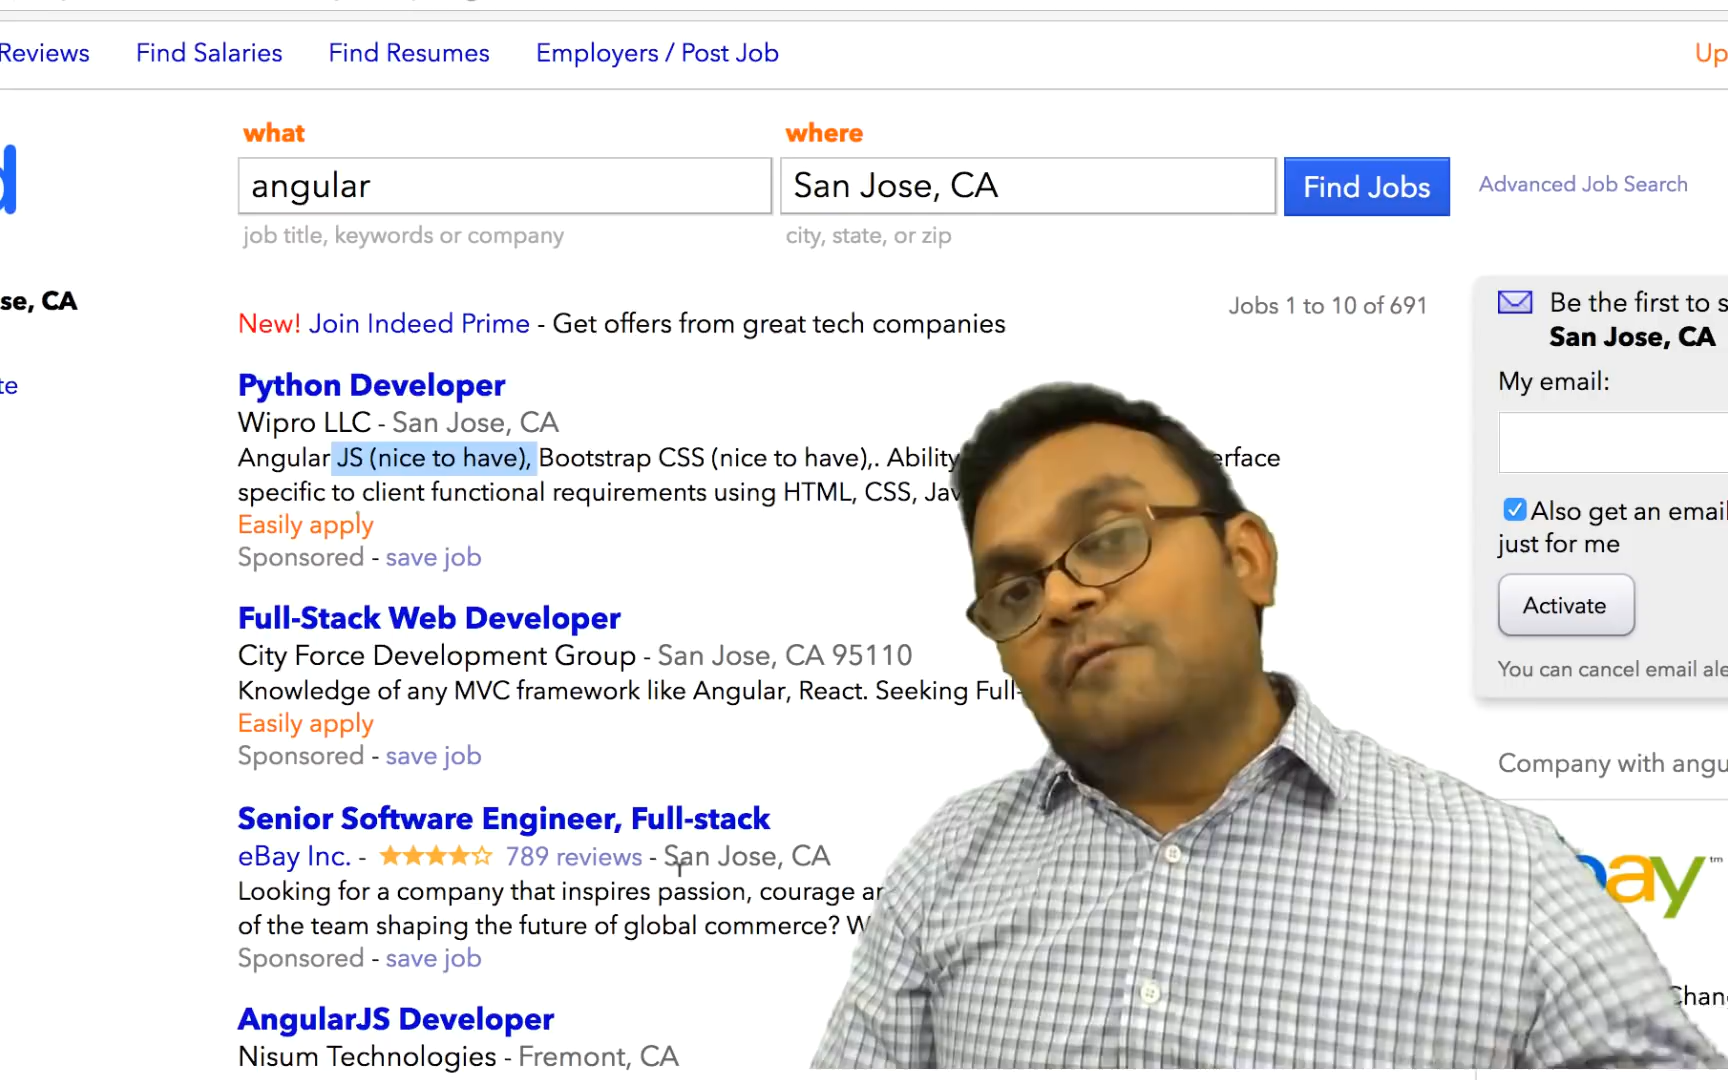 Reviews Find Salaries Find Resumes Employers / Post Job
what where
angular San Jose, CA Find Jobs Advanced Job Search
job title, keywords or company city, state, or zip
se, CA
Jobs 1 to 10 of 691
New! Join Indeed Prime - Get offers from great tech companies
Python Developer
Wipro LLC - San Jose, CA
Angular JS (nice to have), Bootstrap CSS (nice to have),. Ability erface
specific to client functional requirements using HTML, CSS, Jav
Easily apply
Sponsored - save job
Full-Stack Web Developer
City Force Development Group - San Jose, CA 95110
Knowledge of any MVC framework like Angular, React. Seeking Full-
Easily apply
Sponsored - save job
Senior Software Engineer, Full-stack
eBay Inc. - 789 reviews - San Jose, CA
Looking for a company that inspires passion, courage
of the team shaping the future of global commerce? W
Sponsored - save job
AngularJS Developer
Nisum Technologies - Fremont, CA
Be the first to s
San Jose, CA
My email:
Also get an email
just for me
Activate
You can cancel email ale
Company with angu
bay™